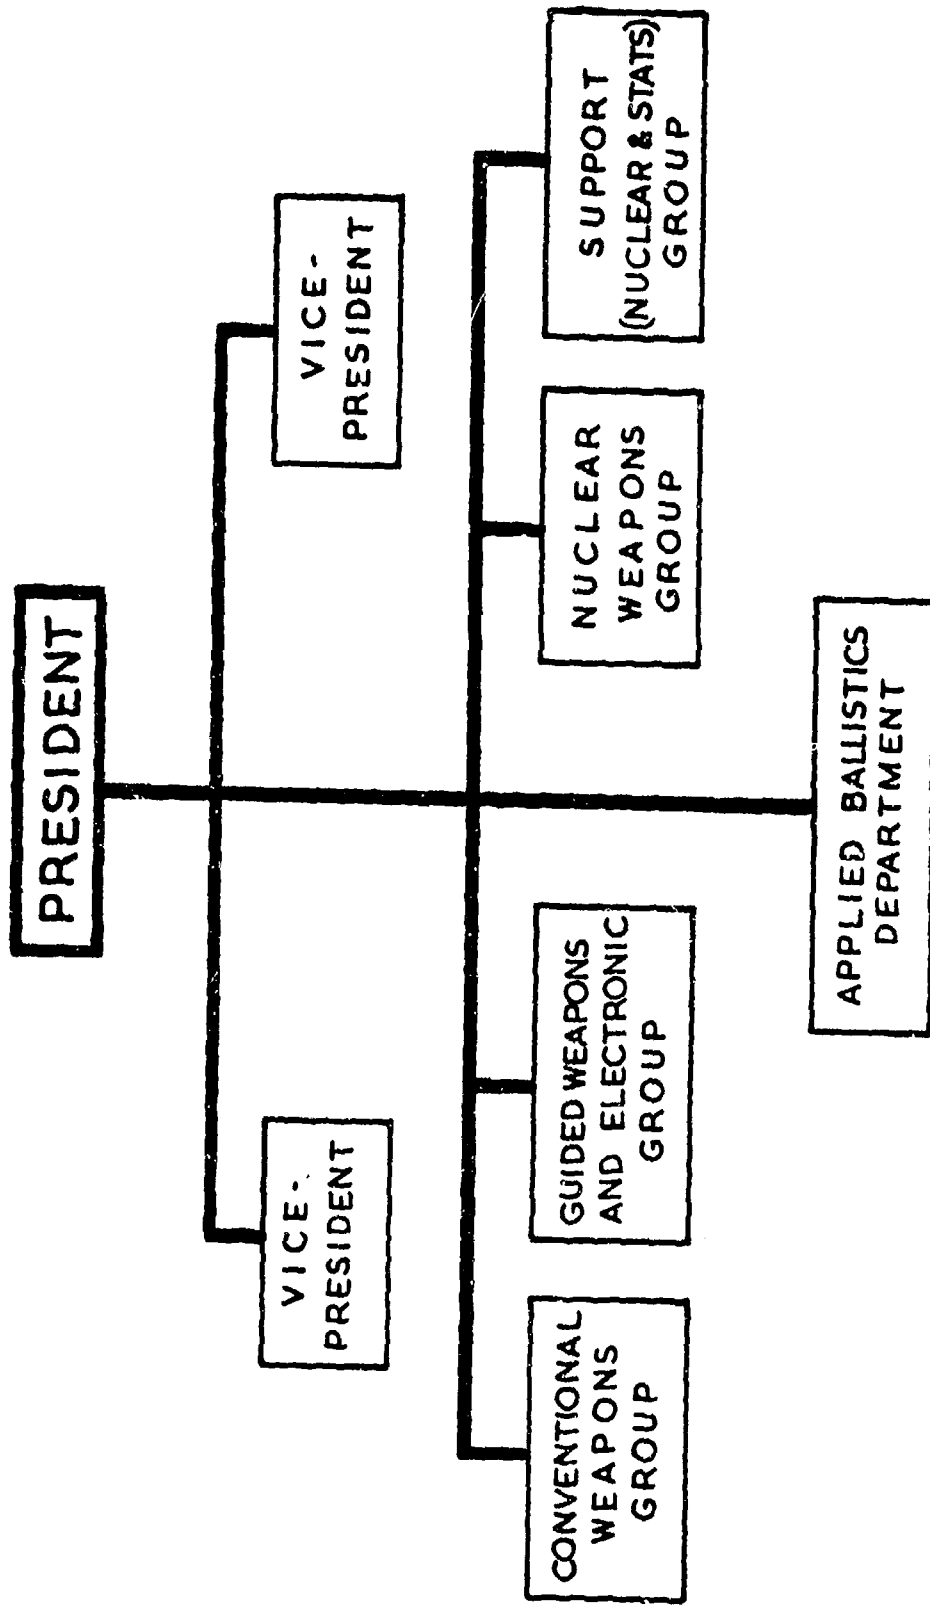 PRESIDENT
VICE-
PRESIDENT
VICE-
PRESIDENT
CONVENTIONAL
WEAPONS
GROUP
GUIDED WEAPONS
AND ELECTRONIC
GROUP
NUCLEAR
WEAPONS
GROUP
SUPPORT
(NUCLEAR & STATS)
GROUP
APPLIED BALLISTICS
DEPARTMENT